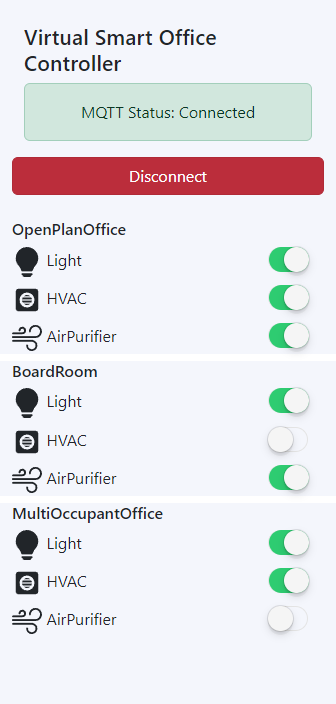 Virtual Smart Office
Controller
MQTT Status: Connected
Disconnect
OpenPlanOffice
Light
HVAC
AirPurifier
BoardRoom
Light
HVAC
AirPurifier
MultiOccupantOffice
Light
HVAC
AirPurifier